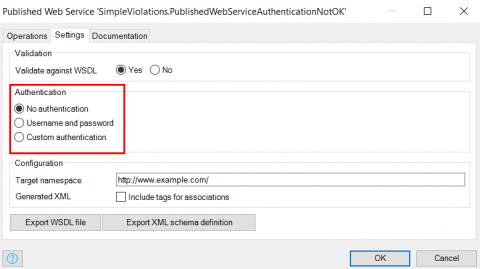 Published Web Service 'SimpleViolations.PublishedWebServiceAuthenticationNotOK'
Operations Settings Documentation
Validation
Validate against WSDL Yes No
Authentication
No authentication
Username and password
Custom authentication
Configuration
Target namespace http://www.example.com/
Generated XML Include tags for associations
Export WSDL file Export XML schema definition
? OK Cancel